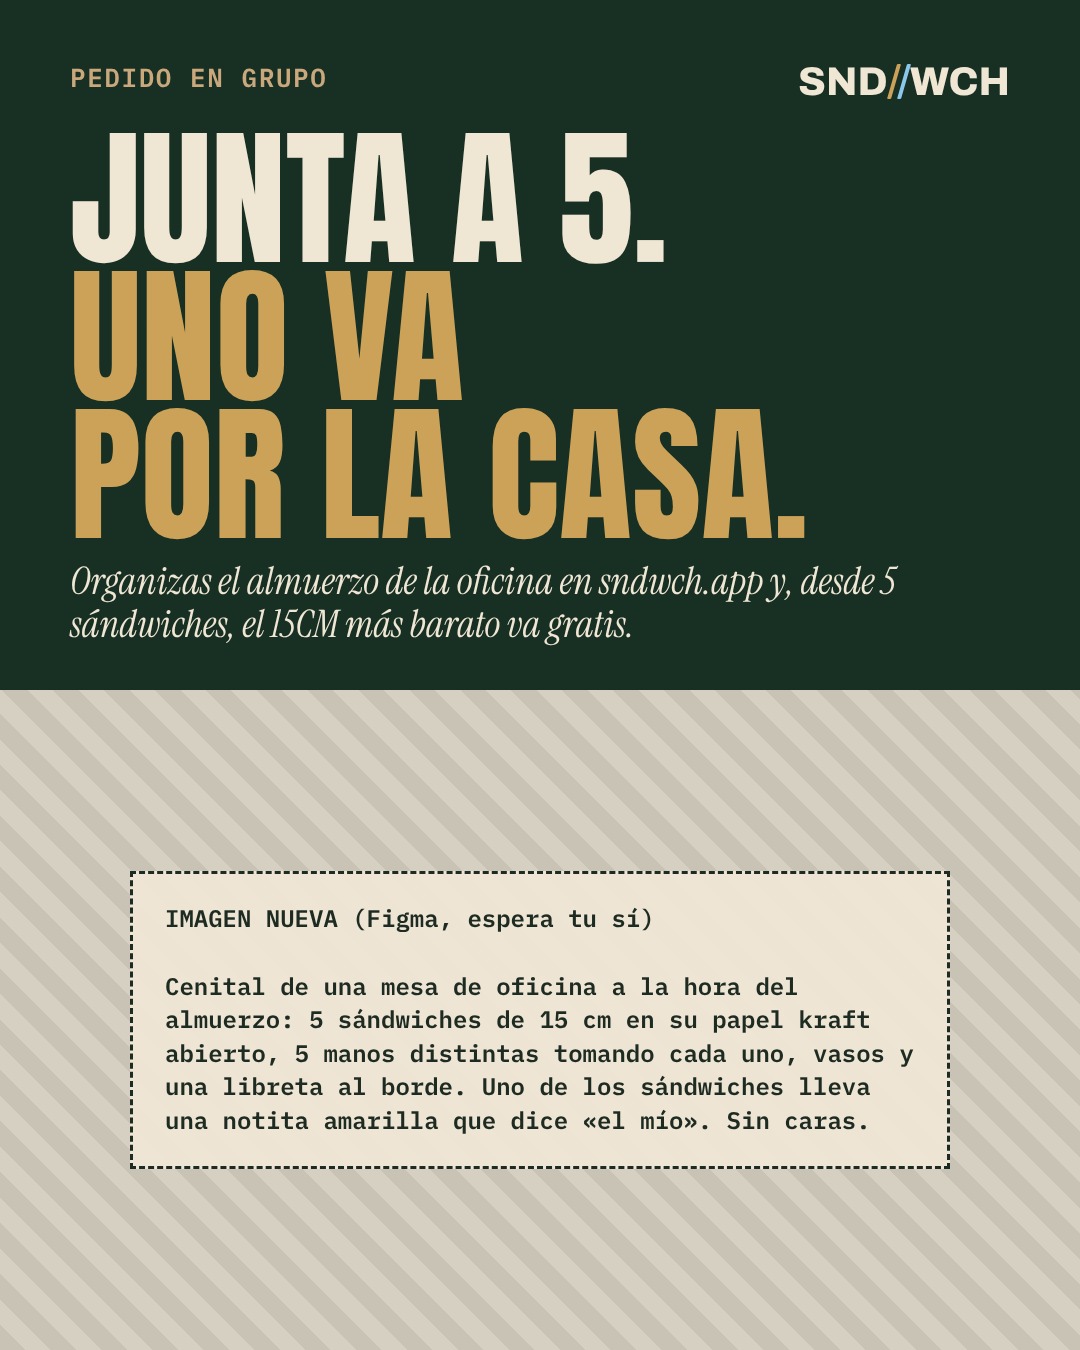 PEDIDO EN GRUPO
SND//WCH
JUNTA A 5.
UNO VA
POR LA CASA.
Organizas el almuerzo de la oficina en sndwch.app y, desde 5
sándwiches, el 15CM más barato va gratis.
IMAGEN NUEVA (Figma, espera tu sí)
Cenital de una mesa de oficina a la hora del
almuerzo: 5 sándwiches de 15 cm en su papel kraft
abierto, 5 manos distintas tomando cada uno, vasos y
una libreta al borde. Uno de los sándwiches lleva
una notita amarilla que dice «el mío». Sin caras.